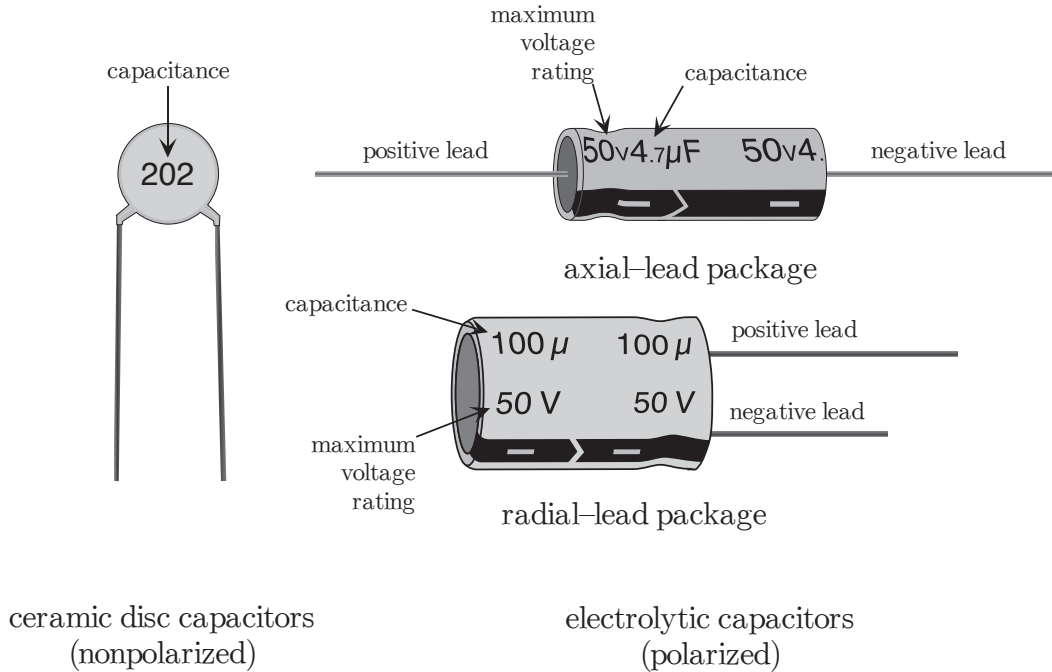 capacitance
202
maximum
voltage
rating
capacitance
positive lead
50v4.7µF 50v4.
negative lead
axial–lead package
capacitance
100 µ 100 µ
50 V 50 V
positive lead
negative lead
maximum
voltage
rating
radial–lead package
ceramic disc capacitors
(nonpolarized)
electrolytic capacitors
(polarized)